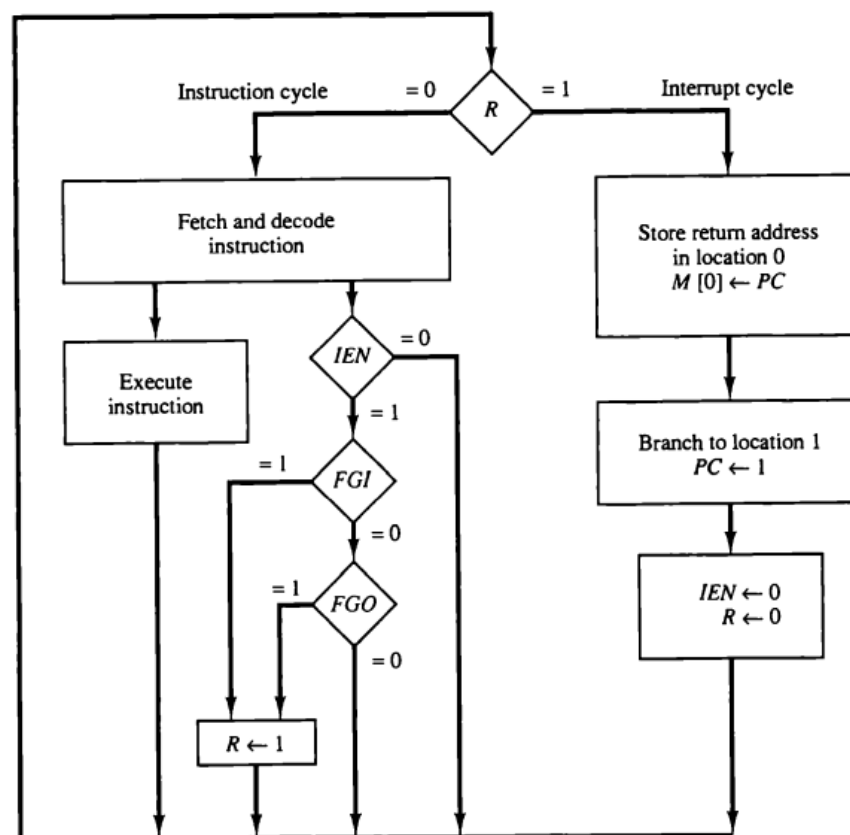 Instruction cycle
= 0
R
= 1
Interrupt cycle
Fetch and decode
instruction
Store return address
in location 0
M [0] ← PC
Execute
instruction
IEN
= 0
= 1
Branch to location 1
PC ← 1
= 1
FGI
= 0
= 1
FGO
= 0
IEN ← 0
R ← 0
R ← 1